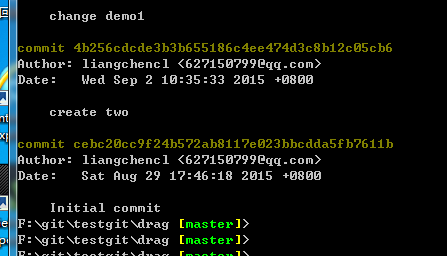 change demo1
commit 4b256cdcde3b3b655186c4ee474d3c8b12c05cb6
Author: liangchencl <627150799@qq.com>
Date:   Wed Sep 2 10:35:33 2015 +0800
create two
commit cebc20cc9f24b572ab8117e023bbcdda5fb7611b
Author: liangchencl <627150799@qq.com>
Date:   Sat Aug 29 17:46:18 2015 +0800
Initial commit
F:\git\testgit\drag [master]>
F:\git\testgit\drag [master]>
F:\git\testgit\drag [master]>